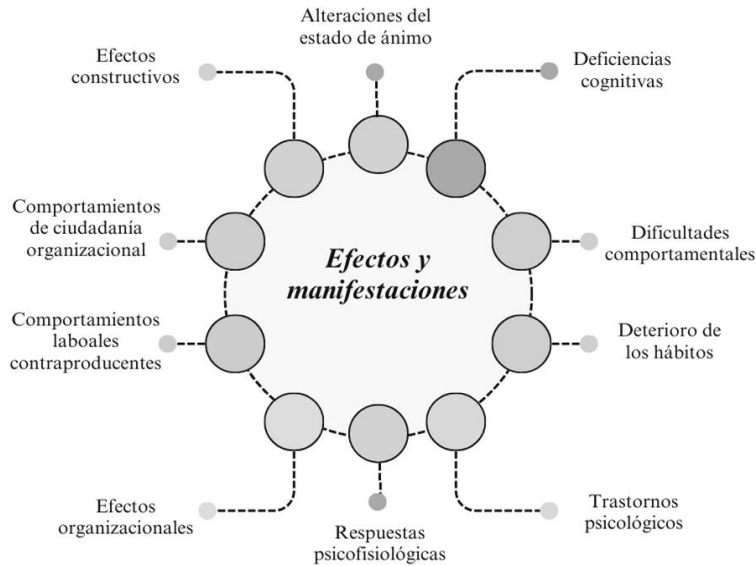 Alteraciones del
estado de ánimo
Efectos
constructivos
Deficiencias
cognitivas
Comportamientos
de ciudadanía
organizacional
Efectos y
manifestaciones
Dificultades
comportamentales
Comportamientos
laboales
contraproducentes
Deterioro de
los hábitos
Efectos
organizacionales
Respuestas
psicofisiológicas
Trastornos
psicológicos